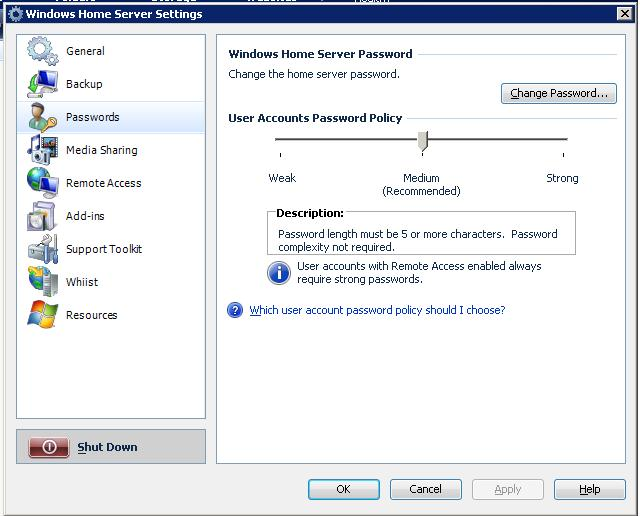 Windows Home Server Settings
General
Backup
Passwords
Media Sharing
Remote Access
Add-ins
Support Toolkit
Whiist
Resources
Shut Down
Windows Home Server Password
Change the home server password.
Change Password...
User Accounts Password Policy
Weak
Medium
(Recommended)
Strong
Description:
Password length must be 5 or more characters. Password
complexity not required.
User accounts with Remote Access enabled always
require strong passwords.
Which user account password policy should I choose?
OK
Cancel
Apply
Help